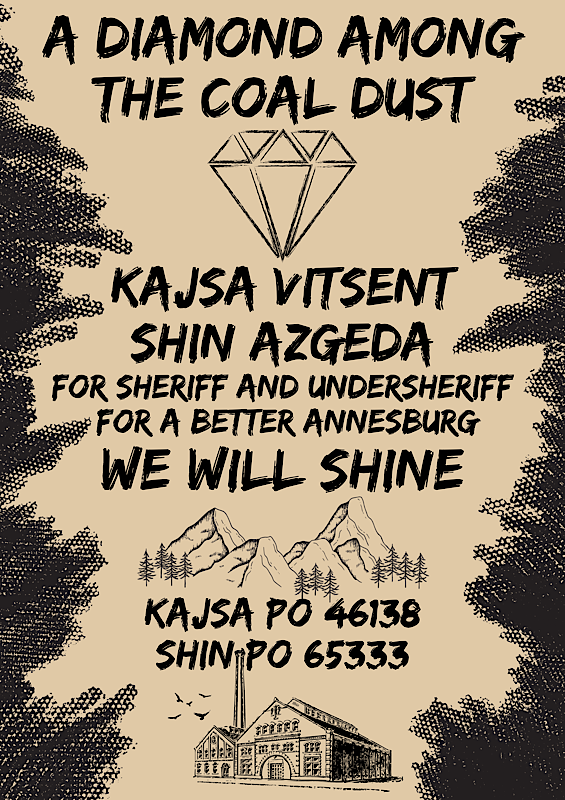 A DIAMOND AMONG
THE COAL DUST
KAJSA VITSENT
SHIN AZGEDA
FOR SHERIFF AND UNDERSHERIFF
FOR A BETTER ANNESBURG
WE WILL SHINE
KAJSA PO 46138
SHIN PO 65333